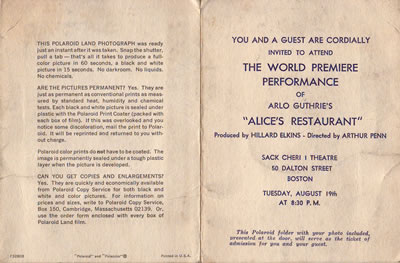 THIS POLAROID LAND PHOTOGRAPH was ready
just an instant after it was taken. Snap the shutter,
pull a tab — that's all it takes to produce a full-
color picture in 60 seconds, a black and white
picture in 15 seconds. No darkroom. No liquids.
No chemicals.
ARE THE PICTURES PERMANENT? Yes. They are
just as permanent as conventional prints as mea-
sured by standard heat, humidity and chemical
tests. Each black and white picture is sealed under
plastic with the Polaroid Print Coater (packed with
each box of film). If this was overlooked and you
notice some discoloration, mail the print to Polar-
oid. It will be reprinted and returned to you with-
out charge.
Polaroid color prints do not have to be coated. The
image is permanently sealed under a tough plastic
layer when the picture is developed.
CAN YOU GET COPIES AND ENLARGEMENTS?
Yes. They are quickly and economically available
from Polaroid Copy Service for both black and
white and color pictures. For information on
prices and sizes, write to Polaroid Copy Service,
Box 150, Cambridge, Massachusetts 02139. Or,
use the order form enclosed with every box of
Polaroid Land film.
"Polaroid" and "Polacolor"®
Printed in U.S.A.
YOU AND A GUEST ARE CORDIALLY
INVITED TO ATTEND
THE WORLD PREMIERE
PERFORMANCE
OF
ARLO GUTHRIE'S
"ALICE'S RESTAURANT"
Produced by HILLARD ELKINS - Directed by ARTHUR PENN
SACK CHERI 1 THEATRE
50 DALTON STREET
BOSTON
TUESDAY, AUGUST 19th
AT 8:30 P.M.
This Polaroid folder with your photo included,
presented at the door, will serve as the ticket of
admission for you and your guest.